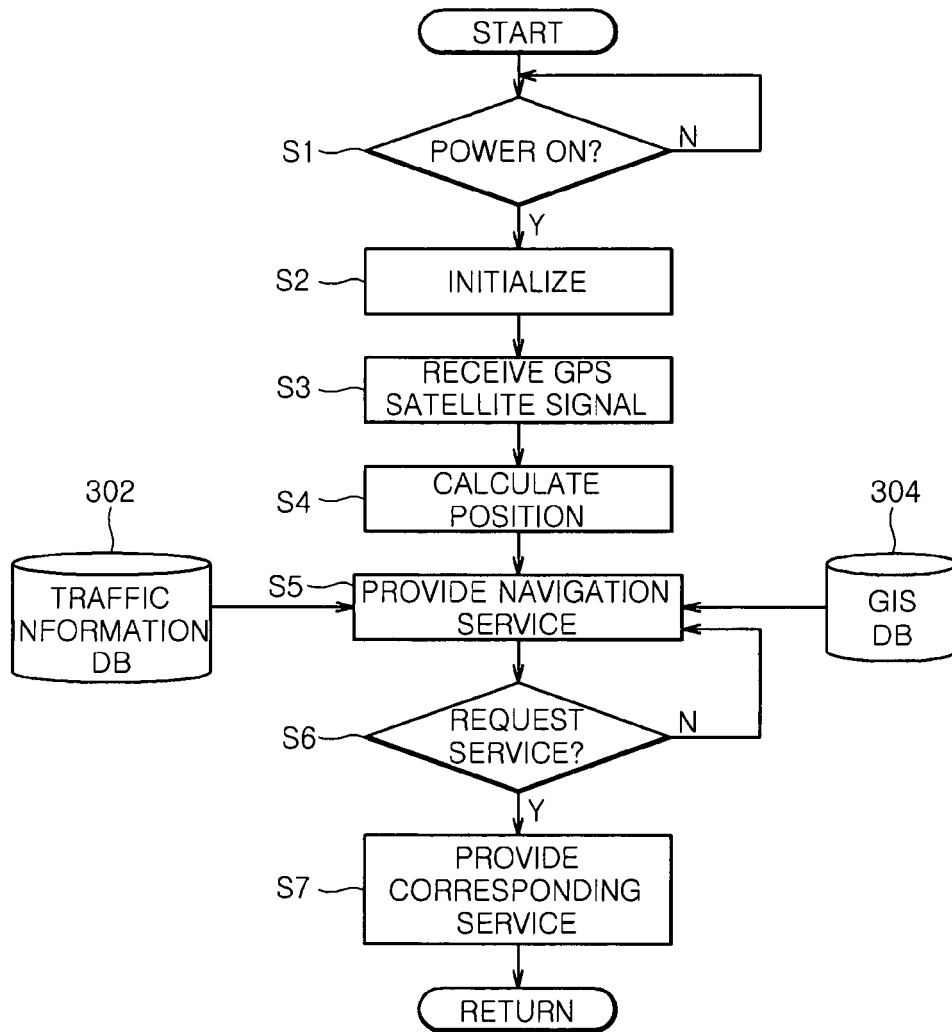 START
S1
POWER ON?
N
Y
S2
INITIALIZE
S3
RECEIVE GPS
SATELLITE SIGNAL
S4
CALCULATE
POSITION
302
TRAFFIC
NFORMATION
DB
S5
PROVIDE NAVIGATION
SERVICE
304
GIS
DB
S6
REQUEST
SERVICE?
N
Y
S7
PROVIDE
CORRESPONDING
SERVICE
RETURN